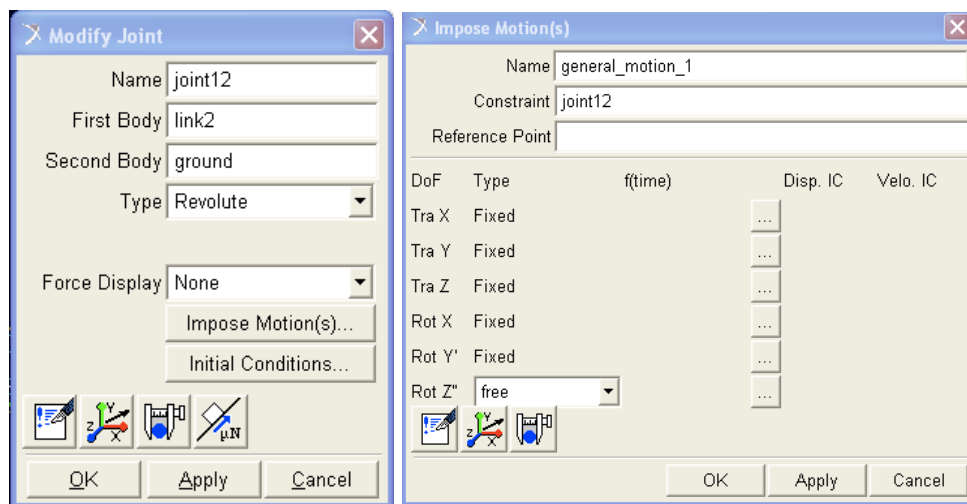 Modify Joint
Name joint12
First Body link2
Second Body ground
Type Revolute
Force Display None
Impose Motion(s)...
Initial Conditions...
μN
OK Apply Cancel
Impose Motion(s)
Name general_motion_1
Constraint joint12
Reference Point
DoF Type f(time) Disp. IC Velo. IC
Tra X Fixed ...
Tra Y Fixed ...
Tra Z Fixed ...
Rot X Fixed ...
Rot Y' Fixed ...
Rot Z" free ...
OK Apply Cancel